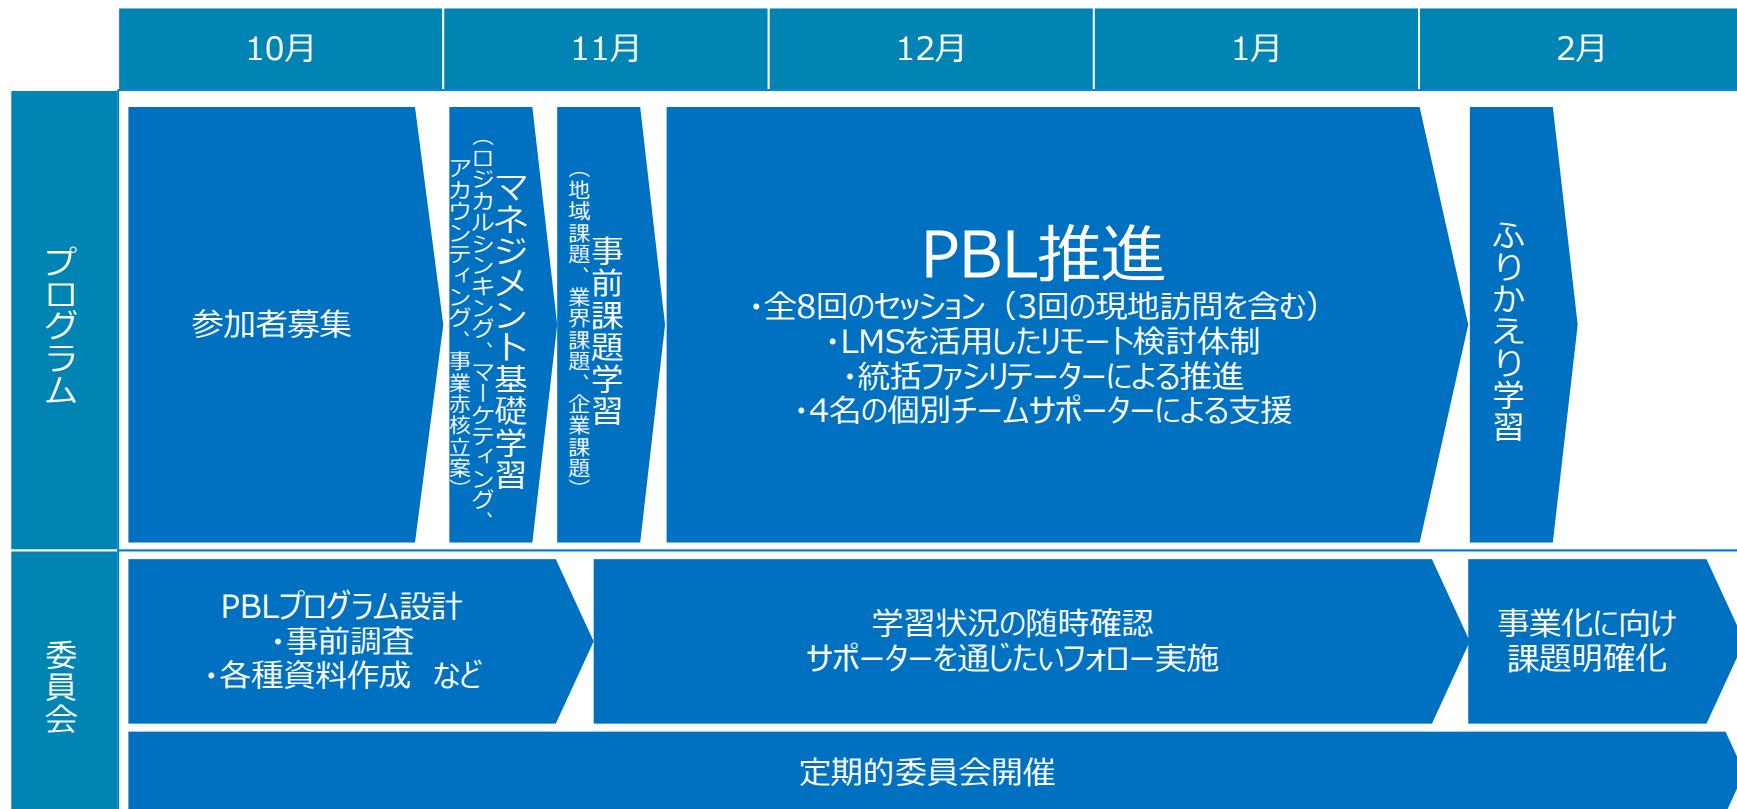 10月
11月
12月
1月
2月
プログラム
参加者募集
マネジメント基礎学習
（ロジカルシンキング、マーケティング、
アカウンティング、事業赤核立案）
事前課題学習
（地域課題、業界課題、企業課題）
PBL推進
・全8回のセッション（3回の現地訪問を含む）
・LMSを活用したリモート検討体制
・統括ファシリテーターによる推進
・4名の個別チームサポーターによる支援
ふりかえり学習
委員会
PBLプログラム設計
・事前調査
・各種資料作成　など
学習状況の随時確認
サポーターを通じたいフォロー実施
事業化に向け
課題明確化
定期的委員会開催